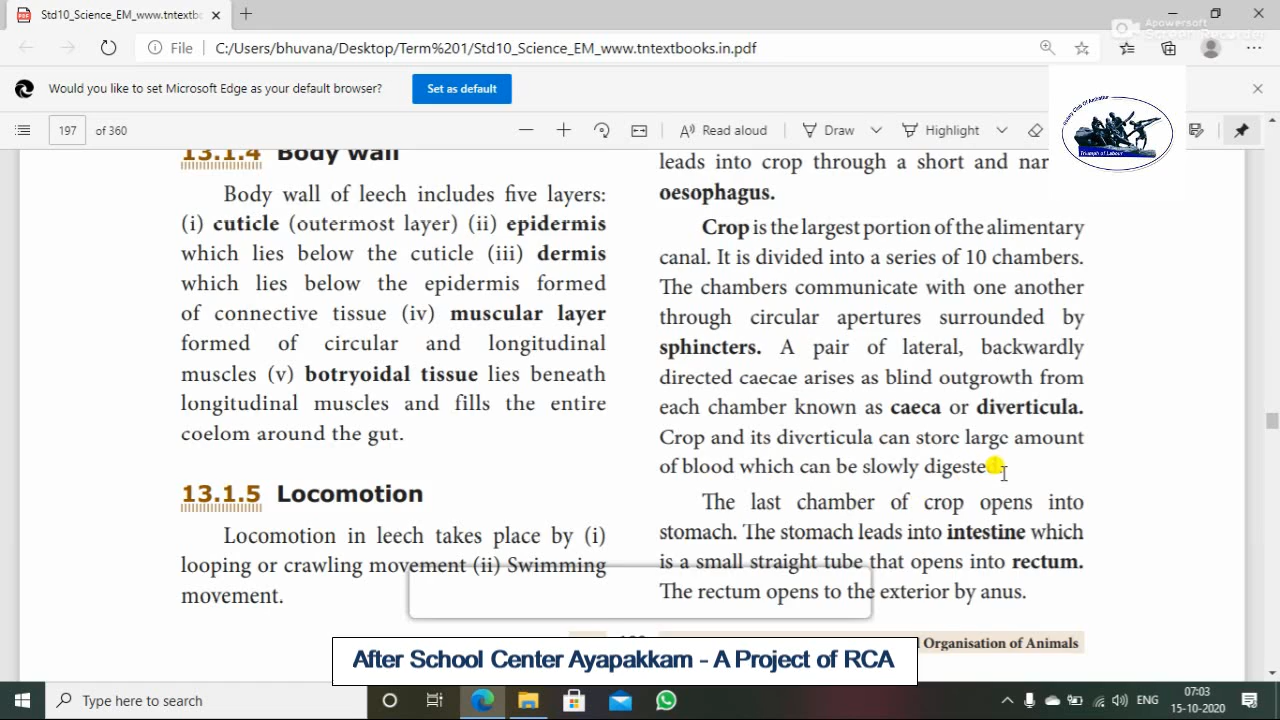 Std10_Science_EM_www.tntextbo
Apowersoft
Screen Recorder
File C:/Users/bhuvana/Desktop/Term%201/Std10_Science_EM_www.tntextbooks.in.pdf
Would you like to set Microsoft Edge as your default browser? Set as default
197 of 360 Read aloud Draw Highlight
Triumph of Labour
13.1.4 Body wall
Body wall of leech includes five layers:
(i) cuticle (outermost layer) (ii) epidermis
which lies below the cuticle (iii) dermis
which lies below the epidermis formed
of connective tissue (iv) muscular layer
formed of circular and longitudinal
muscles (v) botryoidal tissue lies beneath
longitudinal muscles and fills the entire
coelom around the gut.
13.1.5 Locomotion
Locomotion in leech takes place by (i)
looping or crawling movement (ii) Swimming
movement.
leads into crop through a short and nar
oesophagus.
Crop is the largest portion of the alimentary
canal. It is divided into a series of 10 chambers.
The chambers communicate with one another
through circular apertures surrounded by
sphincters. A pair of lateral, backwardly
directed caecae arises as blind outgrowth from
each chamber known as caeca or diverticula.
Crop and its diverticula can store large amount
of blood which can be slowly digeste
The last chamber of crop opens into
stomach. The stomach leads into intestine which
is a small straight tube that opens into rectum.
The rectum opens to the exterior by anus.
Organisation of Animals
After School Center Ayapakkam - A Project of RCA
Type here to search
ENG
07:03
15-10-2020